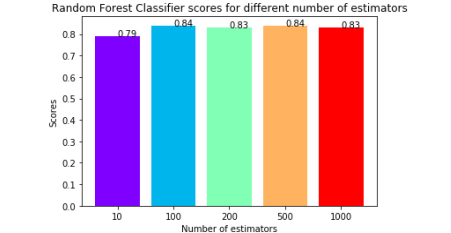 Random Forest Classifier scores for different number of estimators
0.79 0.84 0.83 0.84 0.83
0.8
0.7
0.6
0.5
0.4
0.3
0.2
0.1
0.0
Scores
10 100 200 500 1000
Number of estimators